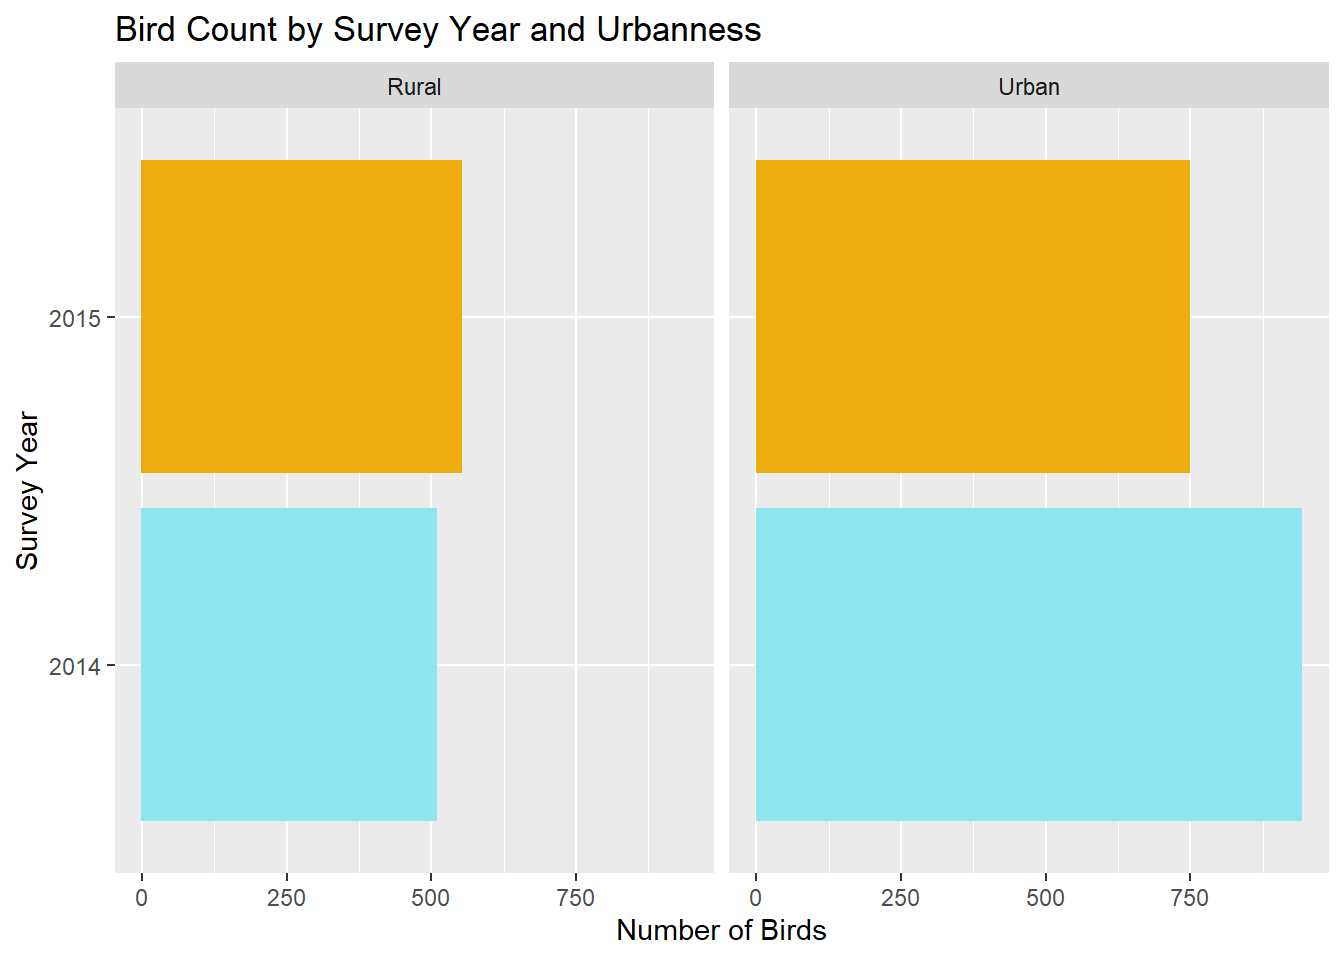 Bird Count by Survey Year and Urbanness
Rural
Urban
Survey Year
2015
2014
0 250 500 750
0 250 500 750
Number of Birds